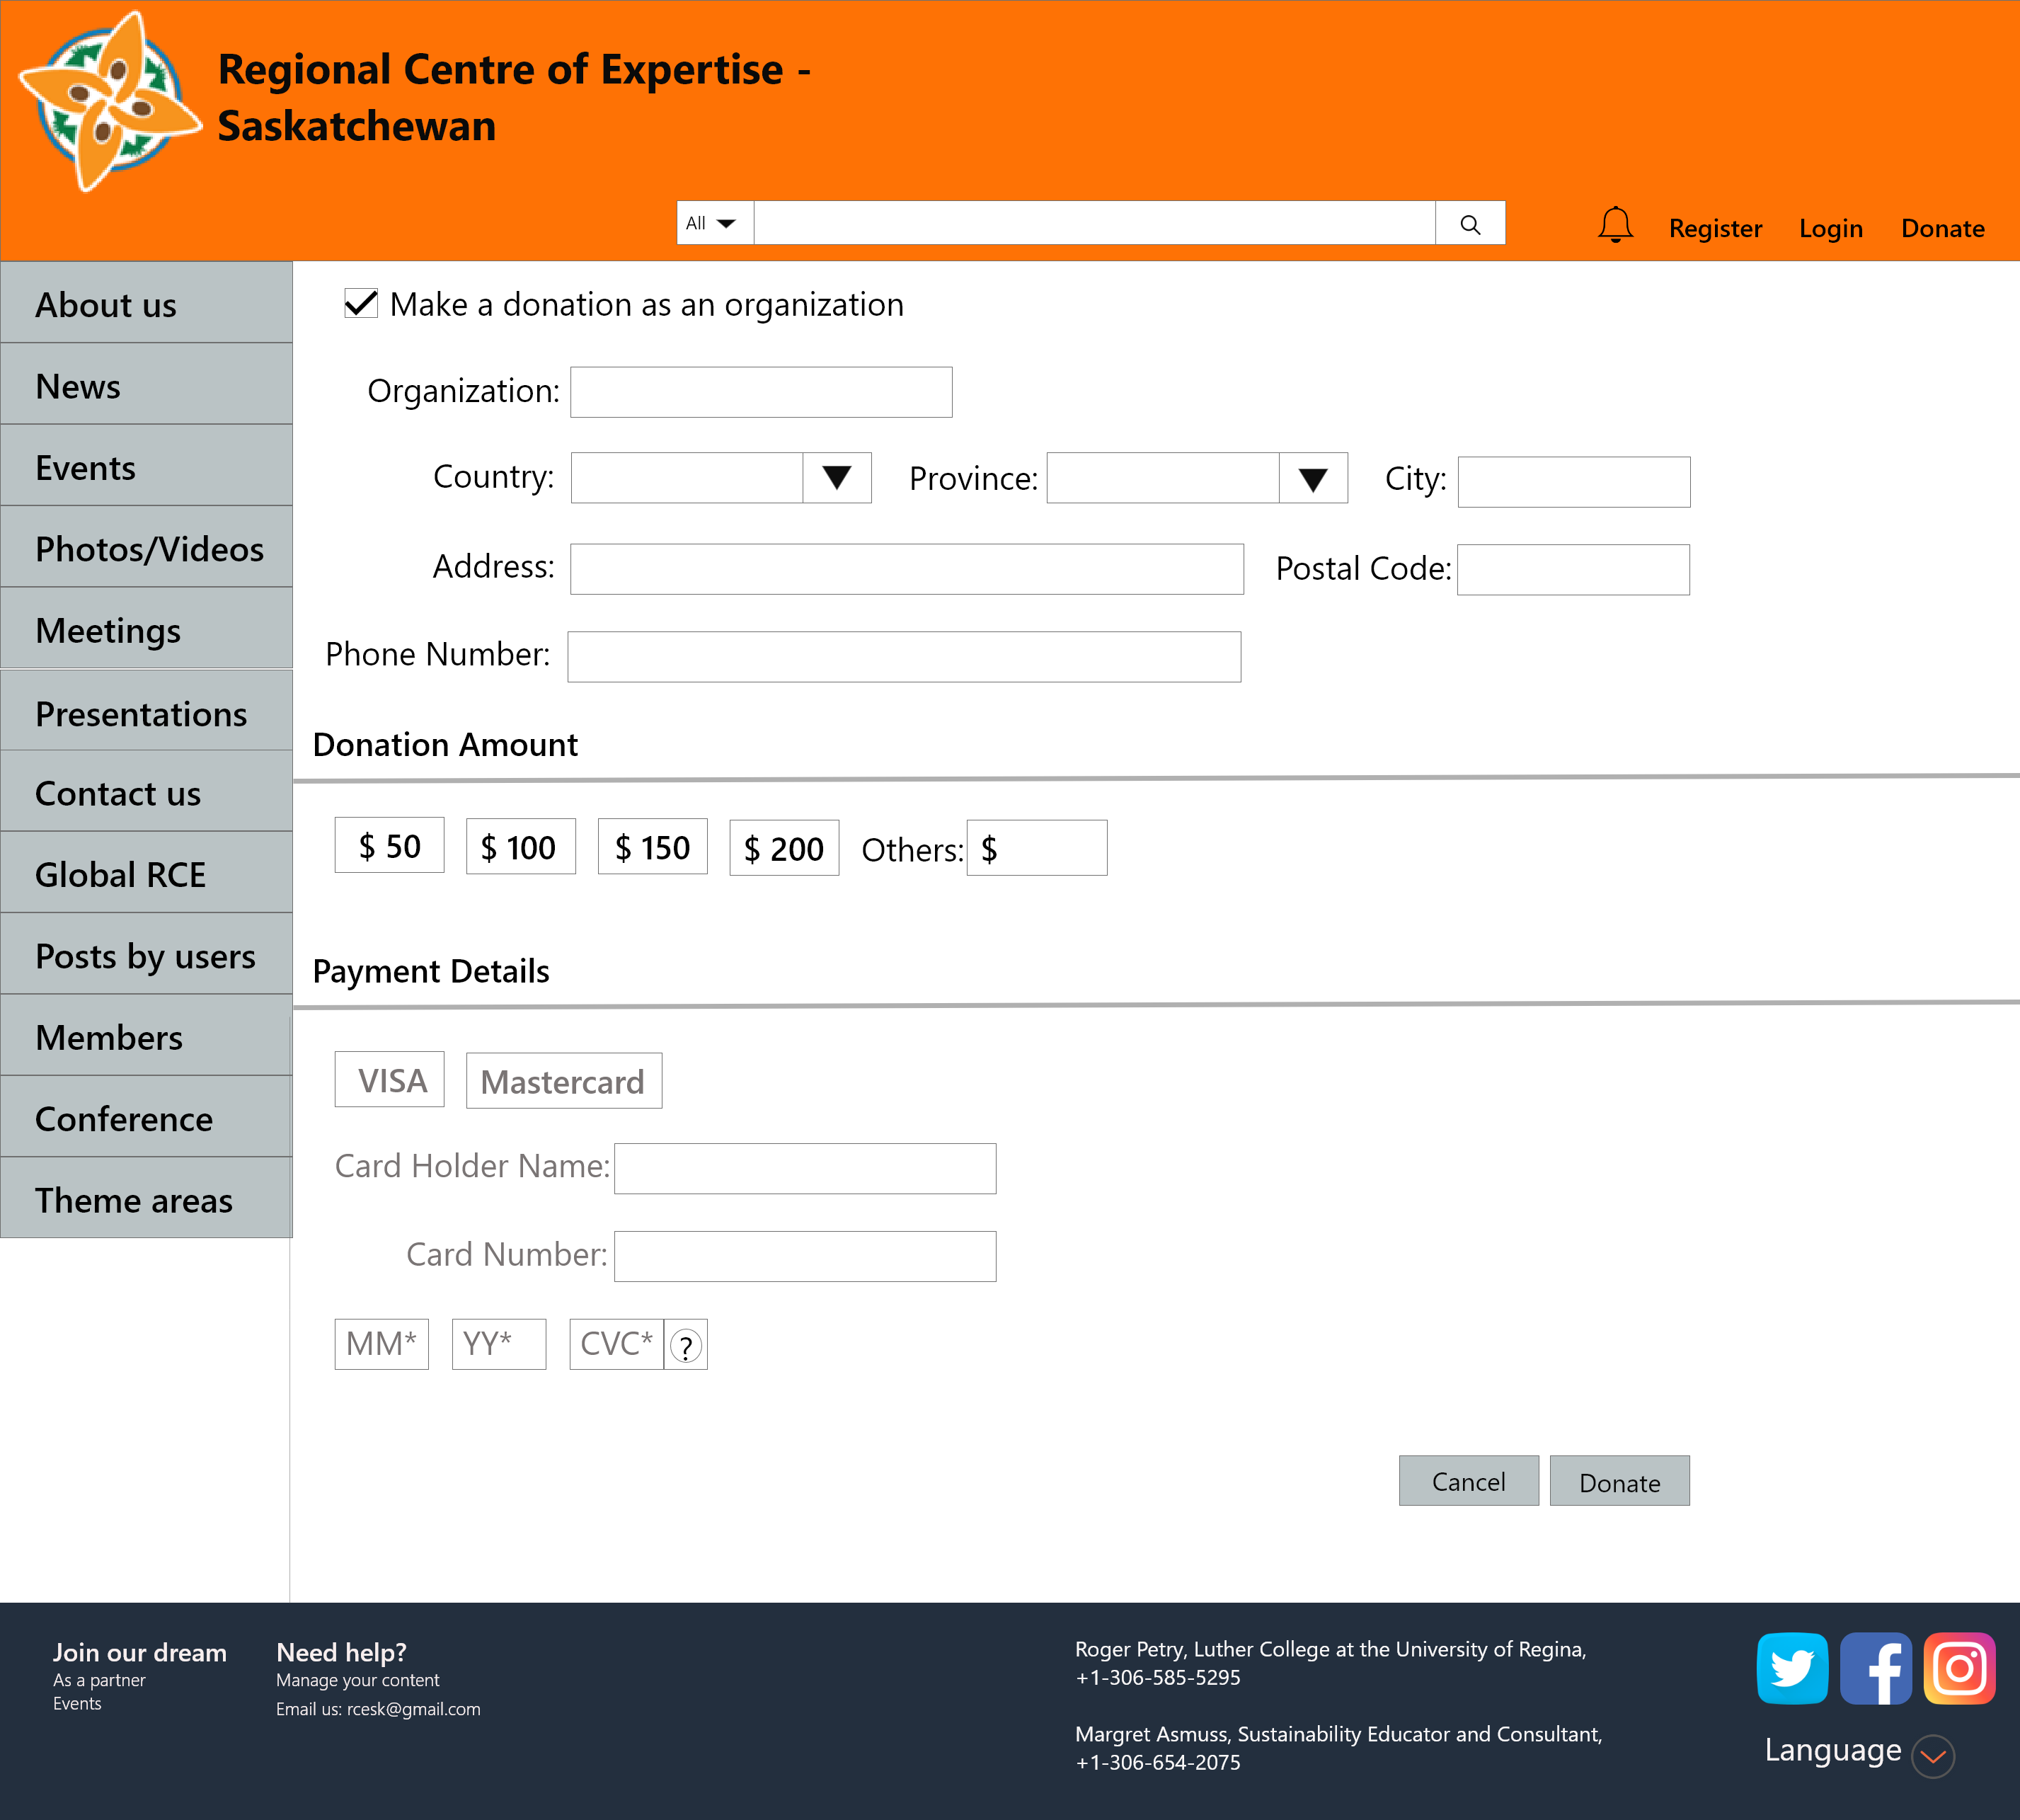 Regional Centre of Expertise -
Saskatchewan
All
Register Login Donate
About us
News
Events
Photos/Videos
Meetings
Presentations
Contact us
Global RCE
Posts by users
Members
Conference
Theme areas
Make a donation as an organization
Organization:
Country: Province: City:
Address: Postal Code:
Phone Number:
Donation Amount
$ 50 $ 100 $ 150 $ 200 Others: $
Payment Details
VISA Mastercard
Card Holder Name:
Card Number:
MM* YY* CVC* ?
Cancel Donate
Join our dream
As a partner
Events
Need help?
Manage your content
Email us: rcesk@gmail.com
Roger Petry, Luther College at the University of Regina,
+1-306-585-5295
Margret Asmuss, Sustainability Educator and Consultant,
+1-306-654-2075
Language